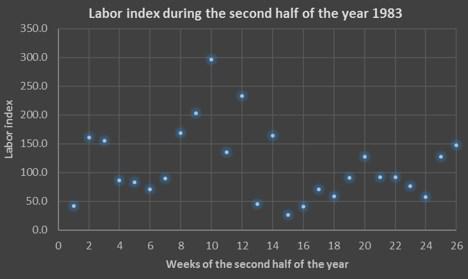 Labor index during the second half of the year 1983
350.0
300.0
250.0
200.0
150.0
100.0
50.0
0.0
Labor index
0 2 4 6 8 10 12 14 16 18 20 22 24 26
Weeks of the second half of the year